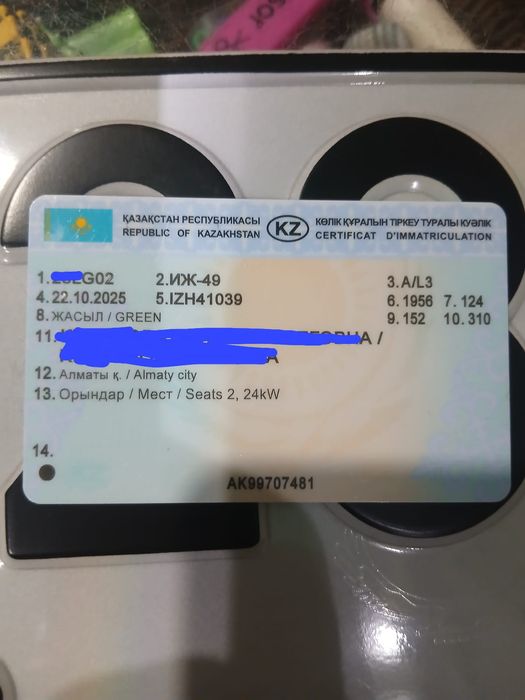 ҚАЗАҚСТАН РЕСПУБЛИКАСЫ
REPUBLIC OF KAZAKHSTAN
KZ
КӨЛІК ҚҰРАЛЫН ТІРКЕУ ТУРАЛЫ КУӘЛІК
CERTIFICAT D'IMMATRICULATION
1. G02 2.ИЖ-49 3.A/L3
4. 22.10.2025 5.IZH41039 6. 1956 7. 124
8. ЖАСЫЛ / GREEN 9. 152 10. 310
11. /
12. Алматы қ. / Almaty city
13. Орындар / Мест / Seats 2, 24kW
14.
AK99707481